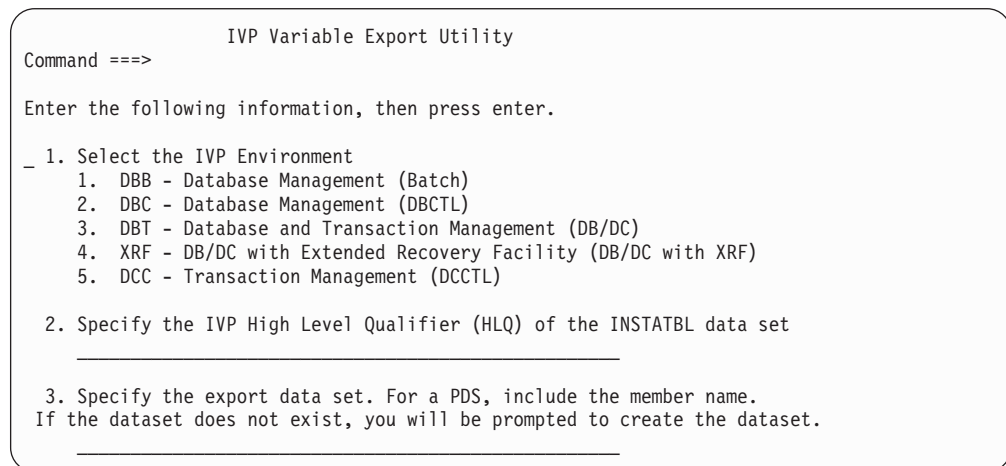 IVP Variable Export Utility
Command ===>
Enter the following information, then press enter.
_ 1. Select the IVP Environment
1. DBB - Database Management (Batch)
2. DBC - Database Management (DBCTL)
3. DBT - Database and Transaction Management (DB/DC)
4. XRF - DB/DC with Extended Recovery Facility (DB/DC with XRF)
5. DCC - Transaction Management (DCCTL)
2. Specify the IVP High Level Qualifier (HLQ) of the INSTATBL data set
___________________________________________________
3. Specify the export data set. For a PDS, include the member name.
If the dataset does not exist, you will be prompted to create the dataset.
___________________________________________________